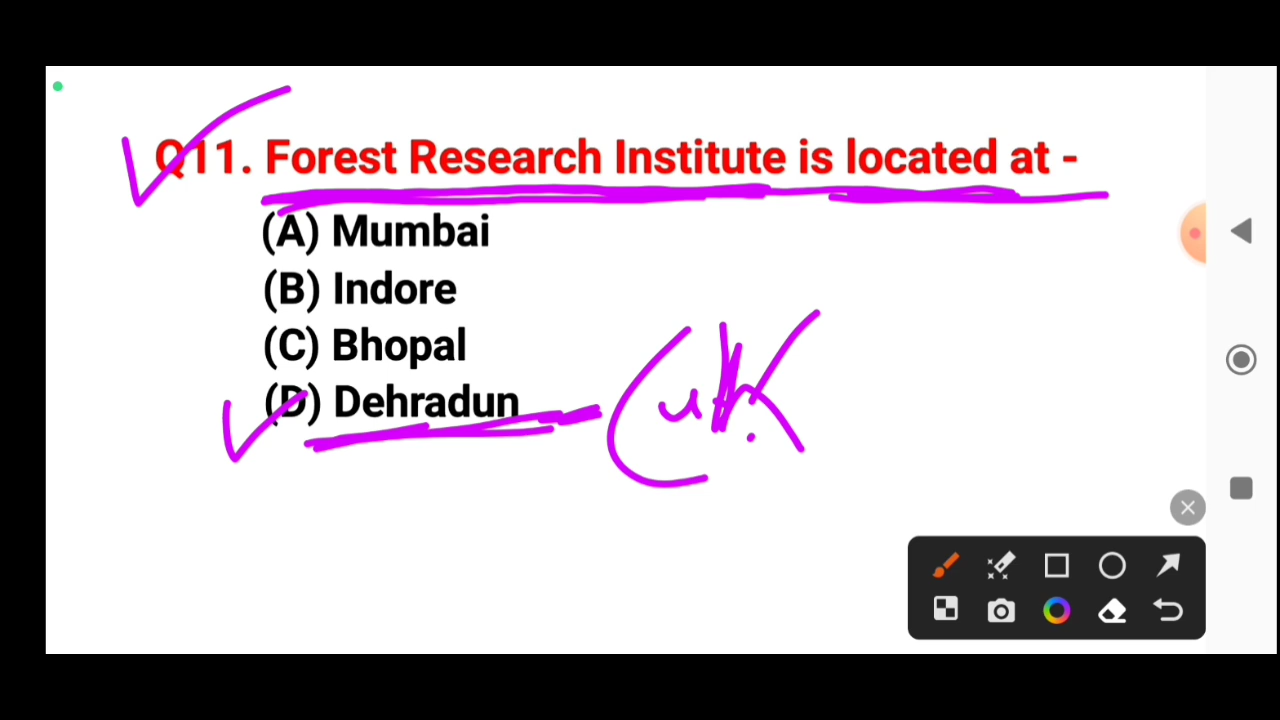 Q11. Forest Research Institute is located at -
(A) Mumbai
(B) Indore
(C) Bhopal
(D) Dehradun